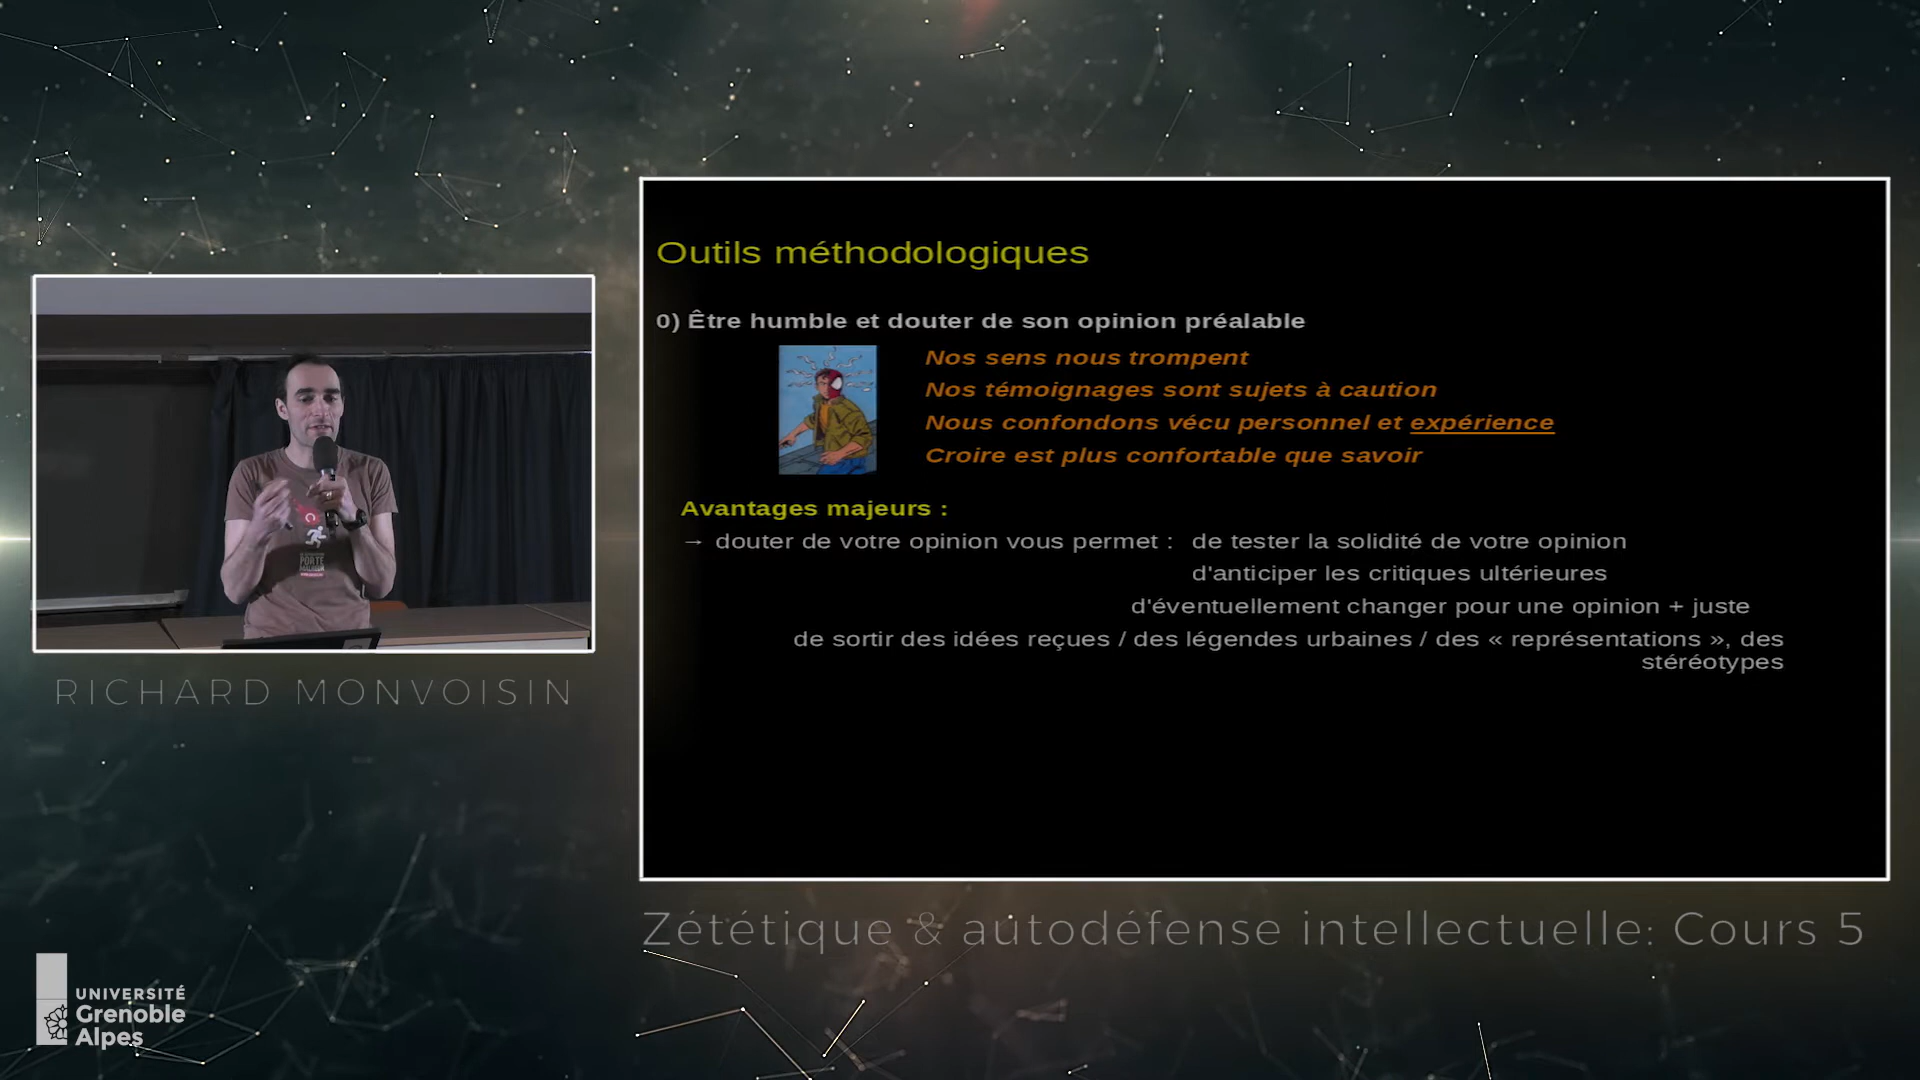 Outils méthodologiques
0) Être humble et douter de son opinion préalable
Nos sens nous trompent
Nos témoignages sont sujets à caution
Nous confondons vécu personnel et expérience
Croire est plus confortable que savoir
Avantages majeurs :
→ douter de votre opinion vous permet : de tester la solidité de votre opinion
d'anticiper les critiques ultérieures
d'éventuellement changer pour une opinion + juste
de sortir des idées reçues / des légendes urbaines / des « représentations », des
stéréotypes
PORTE
RICHARD MONVOISIN
Zététique & autodéfense intellectuelle: Cours 5
UNIVERSITÉ
Grenoble
Alpes